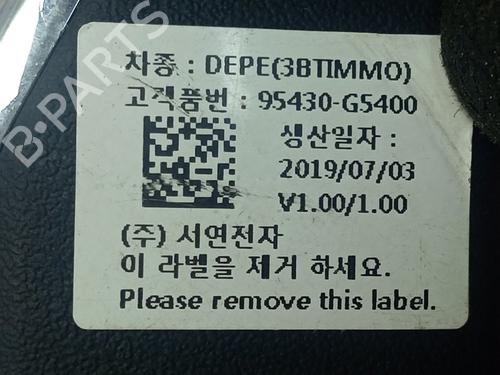 차종 : DEPE(3BTIMMO)
고객품번 : 95430-G5400
생산일자 :
2019/07/03
V1.00/1.00
(주) 서연전자
이 라벨을 제거 하세요.
Please remove this label.
B-PARTS